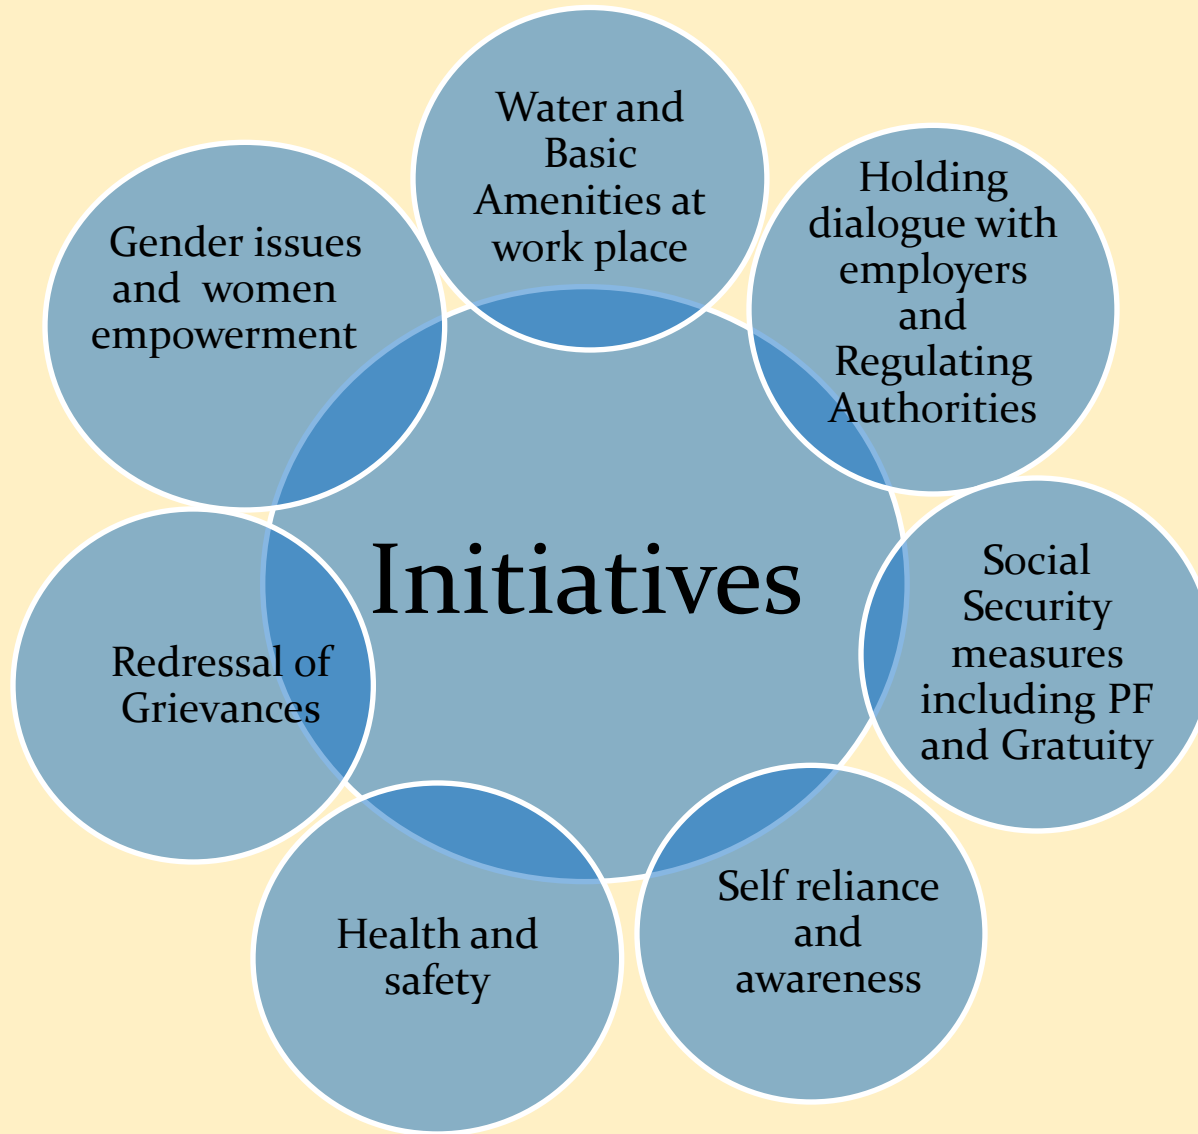 Water and
Basic
Amenities at
work place
Holding
dialogue with
employers
and
Regulating
Authorities
Social
Security
measures
including PF
and Gratuity
Self reliance
and
awareness
Health and
safety
Redressal of
Grievances
Gender issues
and women
empowerment
Initiatives